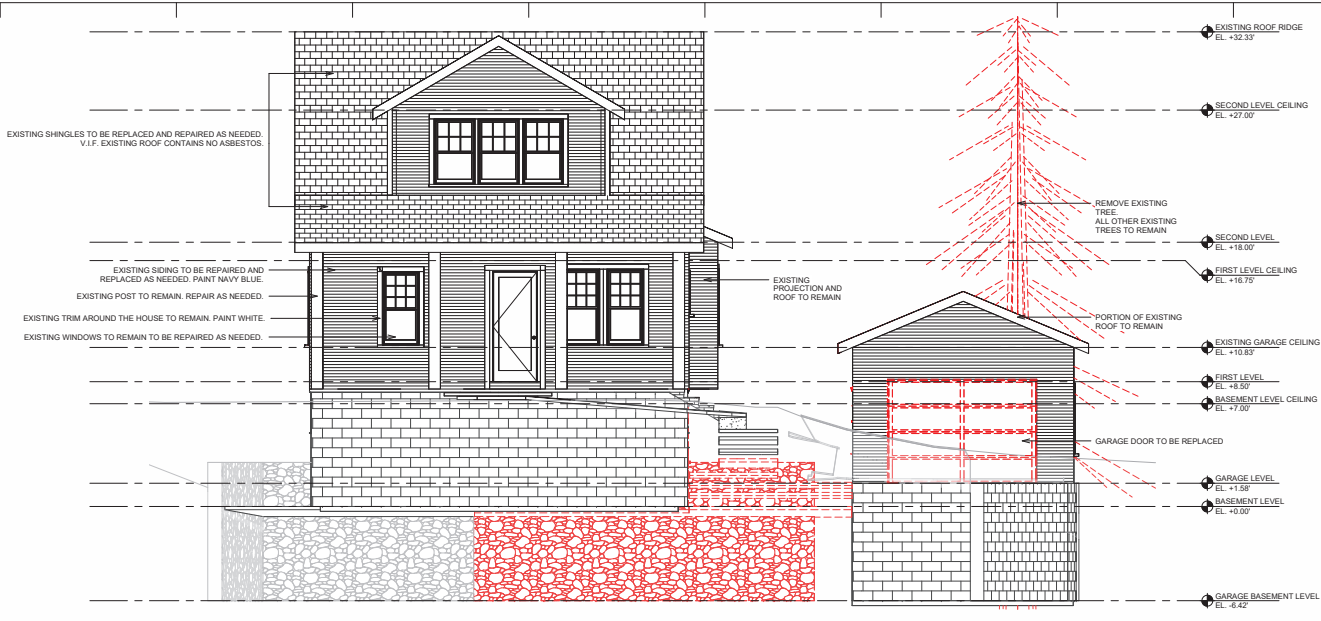 EXISTING ROOF RIDGE
EL. +32.33'
SECOND LEVEL CEILING
EL. +27.00'
EXISTING SHINGLES TO BE REPLACED AND REPAIRED AS NEEDED.
V.I.F. EXISTING ROOF CONTAINS NO ASBESTOS.
REMOVE EXISTING
TREE.
ALL OTHER EXISTING
TREES TO REMAIN
SECOND LEVEL
EL. +18.00'
EXISTING SIDING TO BE REPAIRED AND
REPLACED AS NEEDED. PAINT NAVY BLUE.
EXISTING
PROJECTION AND
ROOF TO REMAIN
FIRST LEVEL CEILING
EL. +16.75'
EXISTING POST TO REMAIN. REPAIR AS NEEDED.
EXISTING TRIM AROUND THE HOUSE TO REMAIN. PAINT WHITE.
PORTION OF EXISTING
ROOF TO REMAIN
EXISTING WINDOWS TO REMAIN TO BE REPAIRED AS NEEDED.
EXISTING GARAGE CEILING
EL. +10.83'
FIRST LEVEL
EL. +8.50'
BASEMENT LEVEL CEILING
EL. +7.00'
GARAGE DOOR TO BE REPLACED
GARAGE LEVEL
EL. +1.58'
BASEMENT LEVEL
EL. +0.00'
GARAGE BASEMENT LEVEL
EL. -6.42'